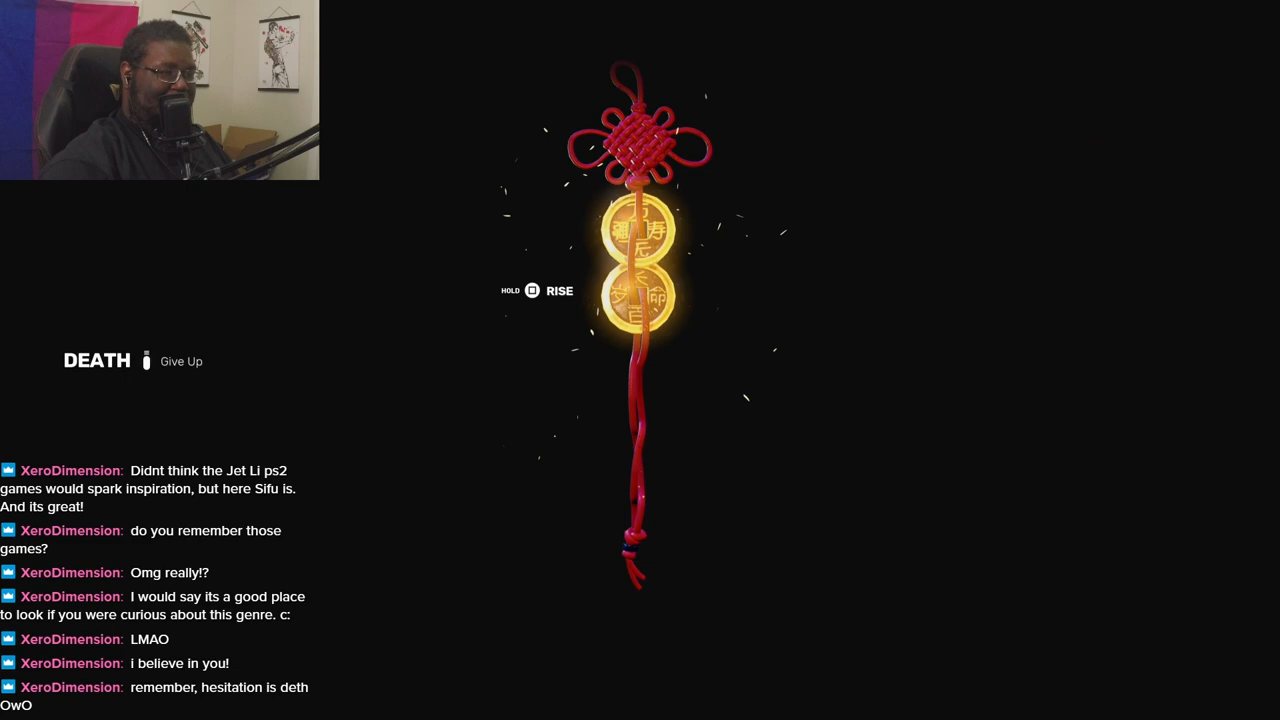 HOLD RISE
DEATH Give Up
XeroDimension: Didnt think the Jet Li ps2
games would spark inspiration, but here Sifu is.
And its great!
XeroDimension: do you remember those
games?
XeroDimension: Omg really!?
XeroDimension: I would say its a good place
to look if you were curious about this genre. c:
XeroDimension: LMAO
XeroDimension: i believe in you!
XeroDimension: remember, hesitation is deth
OwO